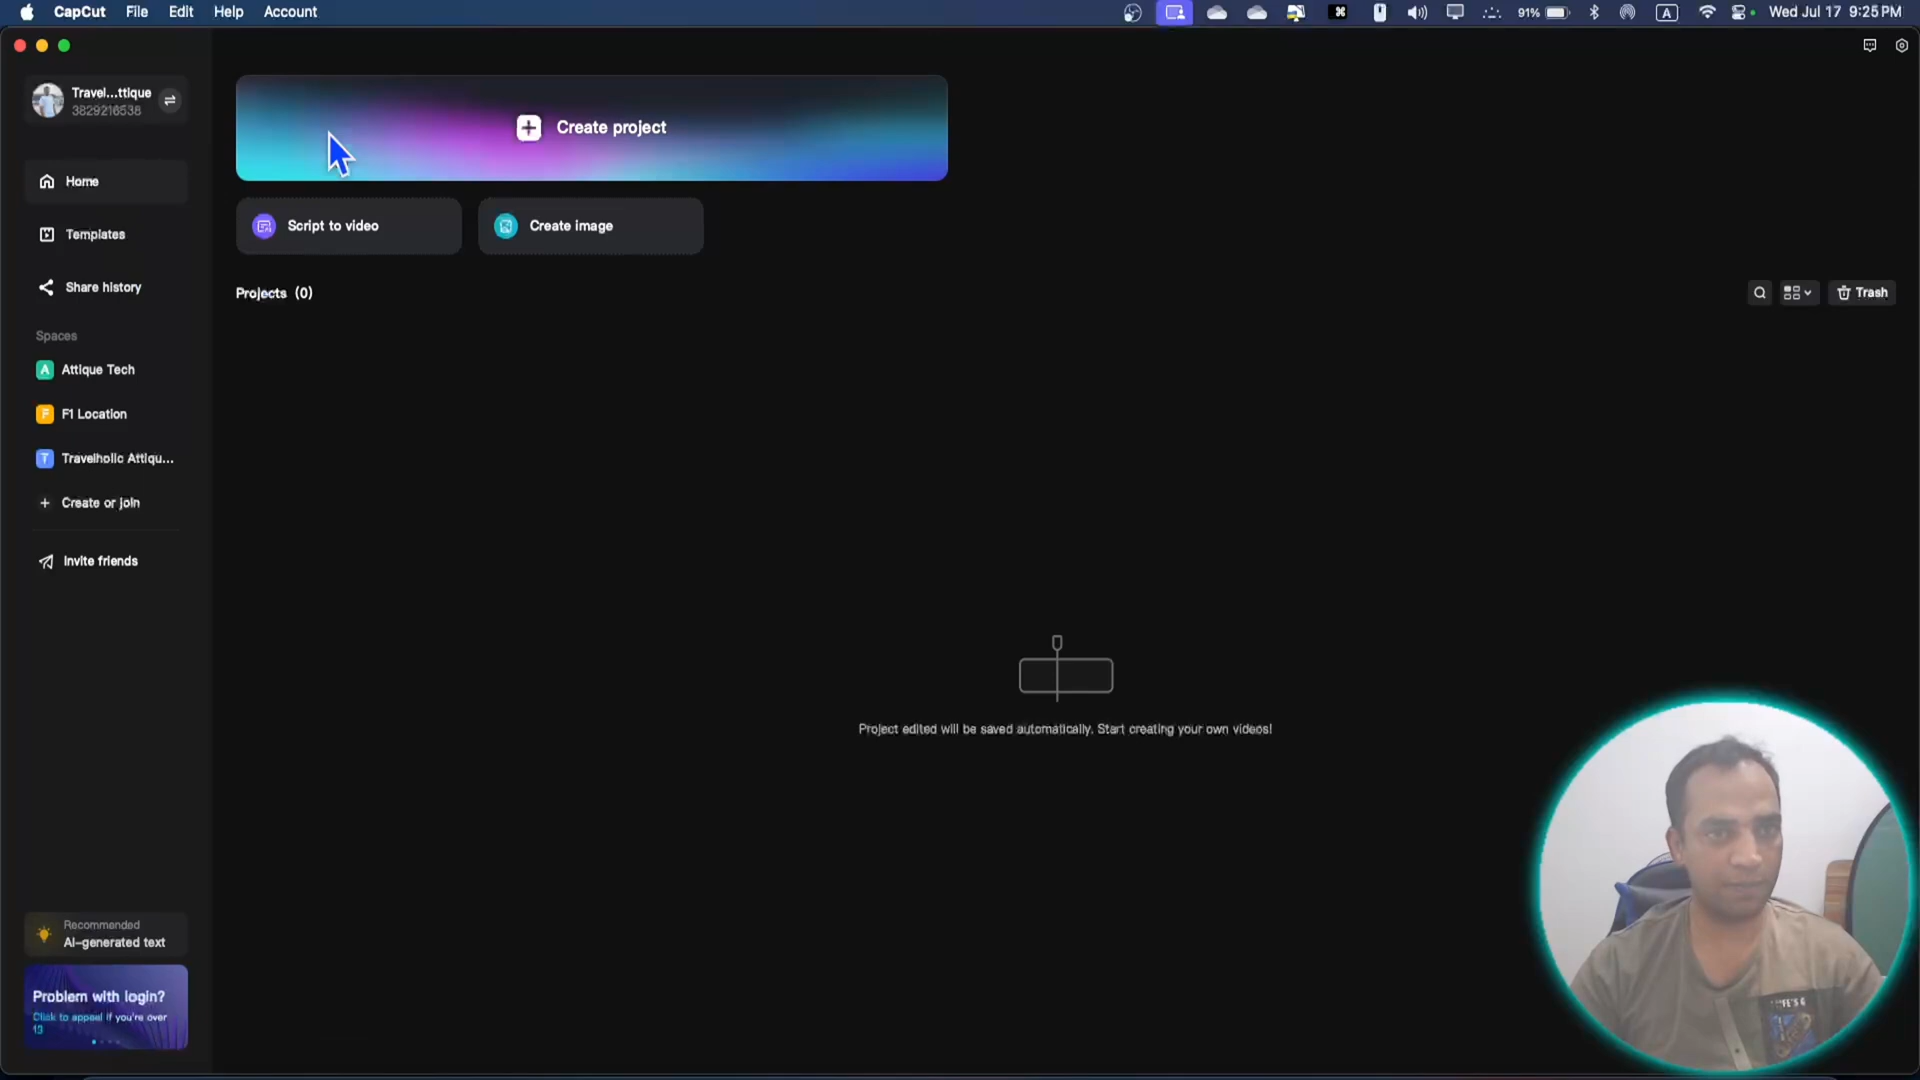 CapCut File Edit Help Account
91% A Wed Jul 17 9:25 PM
Travel...ttique
3829216536
Create project
Home
Script to video
Create image
Templates
Share history
Projects (0)
Trash
Spaces
A Attique Tech
F F1 Location
T Travelholic Attiqu...
Create or join
Invite friends
Project edited will be saved automatically. Start creating your own videos!
Recommended
AI-generated text
Problem with login?
Click to appeal if you're over
13